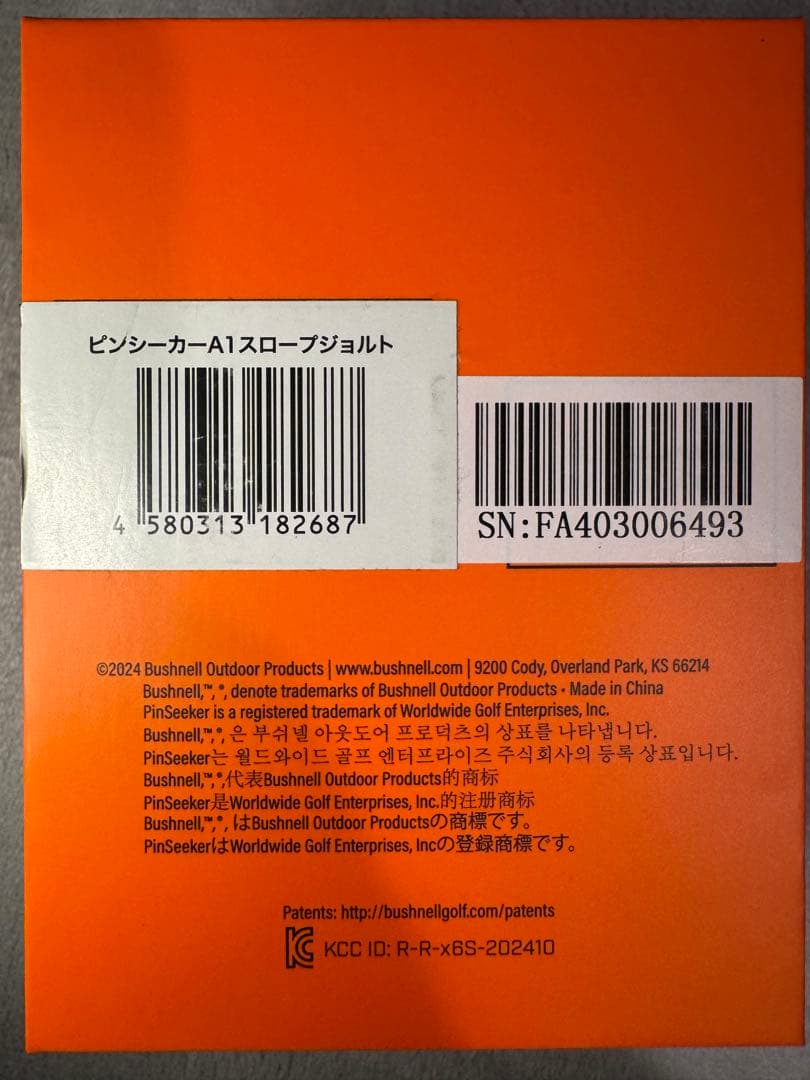 ピンシーカーA1スロープジョルト
4 580313 182687
SN:FA403006493
©2024 Bushnell Outdoor Products | www.bushnell.com | 9200 Cody, Overland Park, KS 66214
Bushnell,™,®, denote trademarks of Bushnell Outdoor Products · Made in China
PinSeeker is a registered trademark of Worldwide Golf Enterprises, Inc.
Bushnell,™,®, 은 부쉬넬 아웃도어 프로덕츠의 상표를 나타냅니다.
PinSeeker는 월드와이드 골프 엔터프라이즈 주식회사의 등록 상표입니다.
Bushnell,™,®,代表Bushnell Outdoor Products的商标
PinSeeker是Worldwide Golf Enterprises, Inc.的注册商标
Bushnell,™,®, はBushnell Outdoor Productsの商標です。
PinSeekerはWorldwide Golf Enterprises, Incの登録商標です。
Patents: http://bushnellgolf.com/patents
KCC ID: R-R-x6S-202410